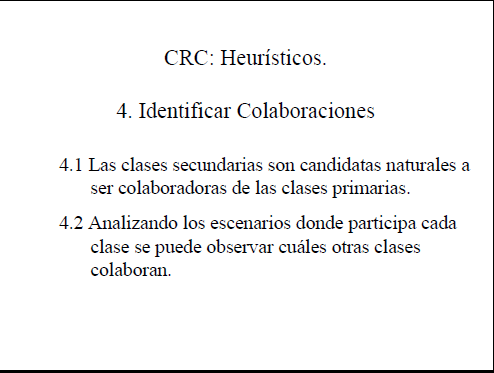 CRC: Heurísticos.
4. Identificar Colaboraciones
4.1 Las clases secundarias son candidatas naturales a
ser colaboradoras de las clases primarias.
4.2 Analizando los escenarios donde participa cada
clase se puede observar cuáles otras clases
colaboran.